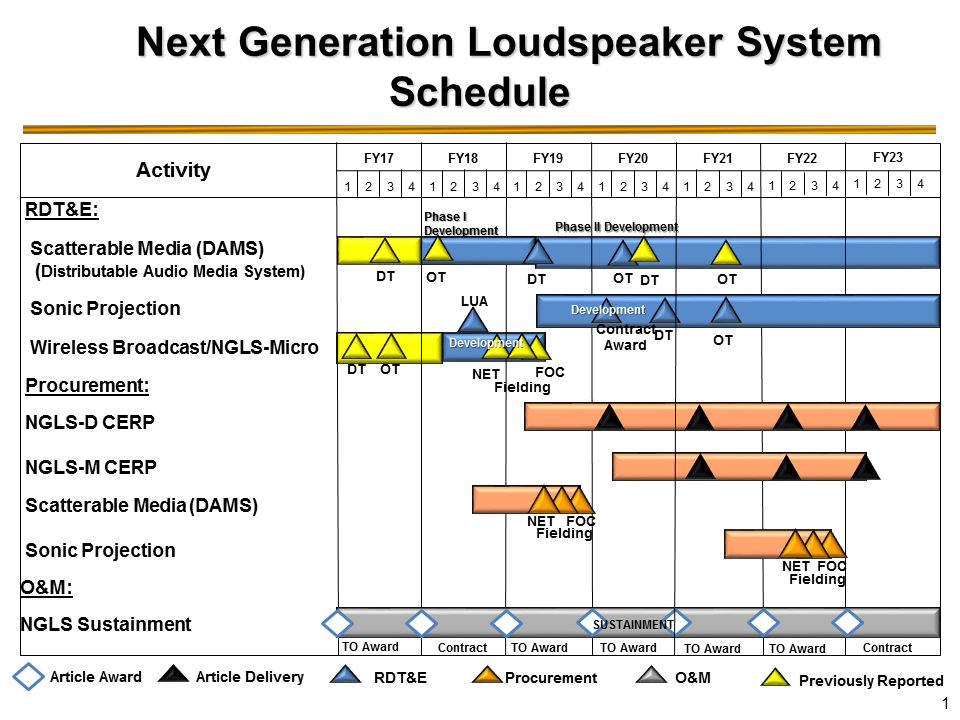 Next Generation Loudspeaker System
Schedule
Activity
FY17 FY18 FY19 FY20 FY21 FY22 FY23
1 2 3 4 1 2 3 4 1 2 3 4 1 2 3 4 1 2 3 4 1 2 3 4 1 2 3 4
RDT&E:
Phase I
Development
Phase II Development
Scatterable Media (DAMS)
(Distributable Audio Media System)
DT OT DT OT DT OT
Sonic Projection
LUA
Development
Contract
Award
DT
OT
Wireless Broadcast/NGLS-Micro
Development
DT OT
NET
FOC
Fielding
Procurement:
NGLS-D CERP
NGLS-M CERP
Scatterable Media (DAMS)
NET FOC
Fielding
Sonic Projection
NET FOC
Fielding
O&M:
NGLS Sustainment
SUSTAINMENT
TO Award Contract TO Award TO Award TO Award TO Award Contract
Article Award Article Delivery RDT&E Procurement O&M Previously Reported
1